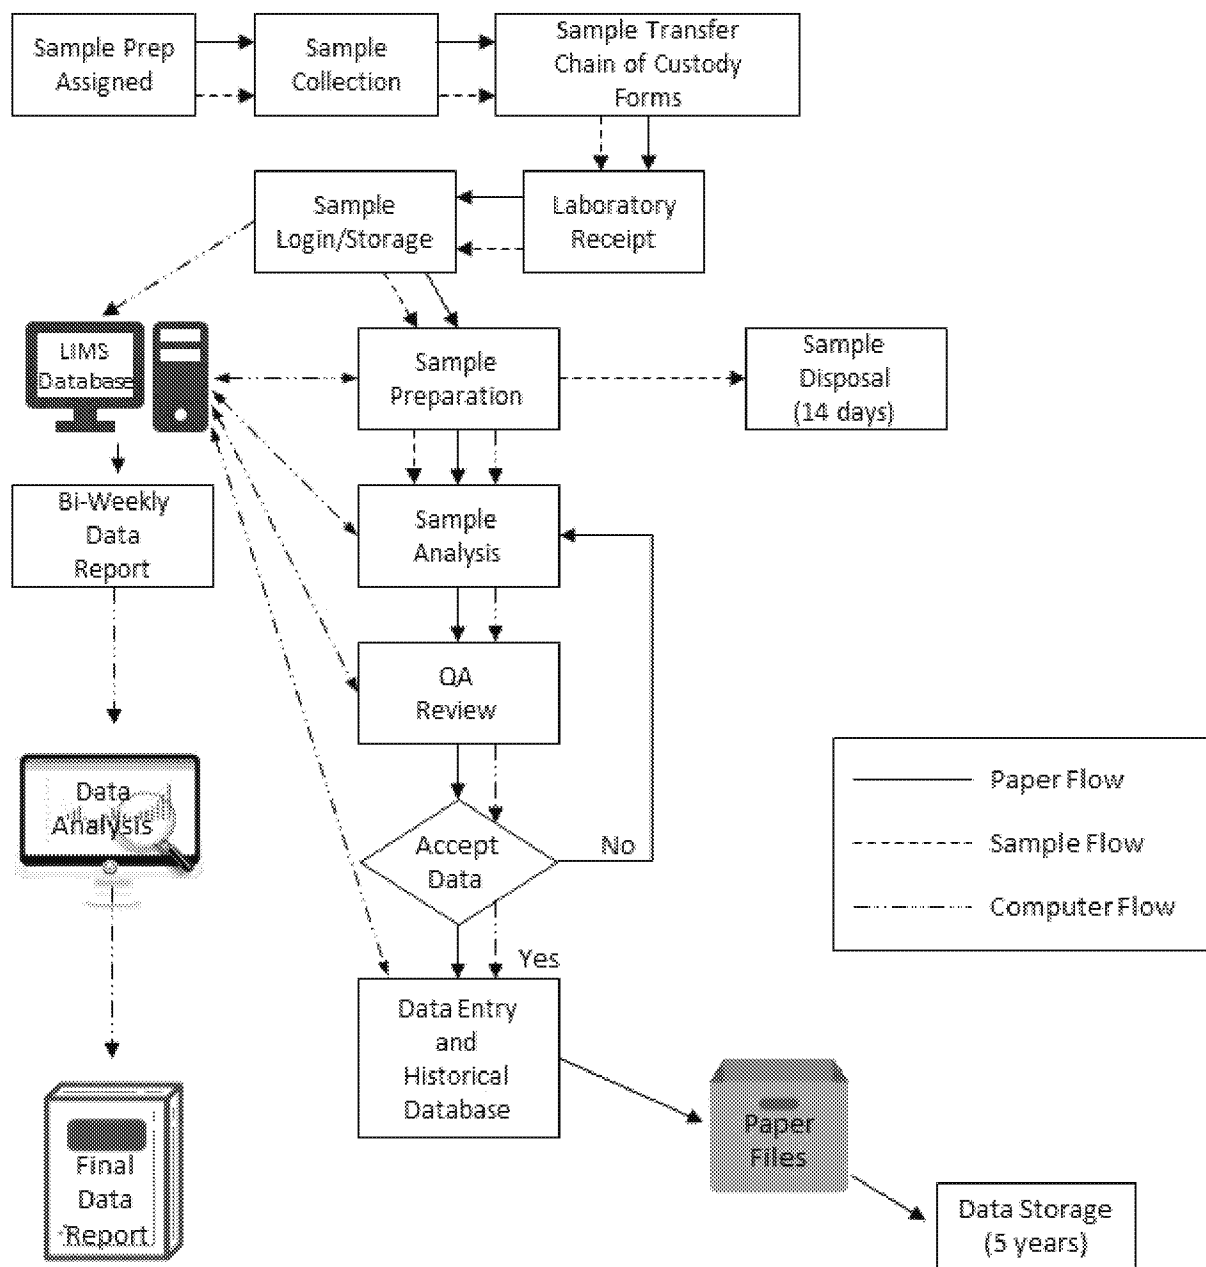 Sample Prep
Assigned
Sample
Collection
Sample Transfer
Chain of Custody
Forms
Sample
Login/Storage
Laboratory
Receipt
LIMS
Database
Sample
Preparation
Sample
Disposal
(14 days)
Bi-Weekly
Data
Report
Sample
Analysis
QA
Review
Data
Analysis
Accept
Data
No
Yes
Paper Flow
Sample Flow
Computer Flow
Data Entry
and
Historical
Database
Paper
Files
Final
Data
Report
Data Storage
(5 years)